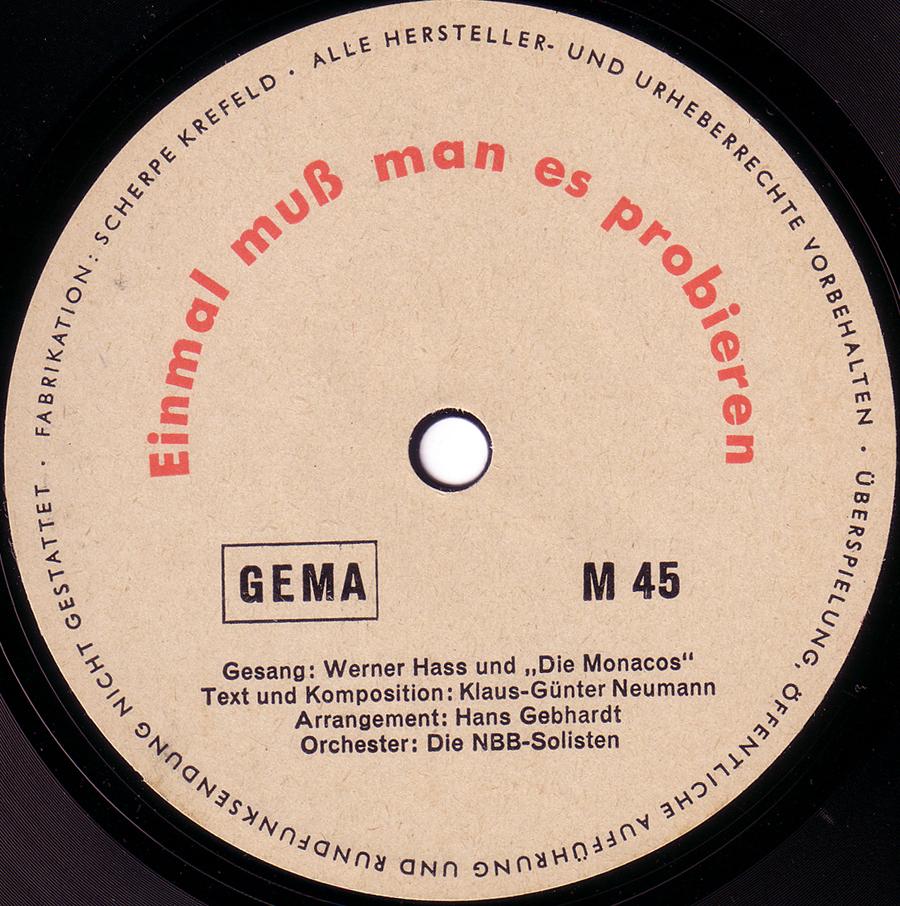 FABRIKATION: SCHERPE KREFELD · ALLE HERSTELLER- UND URHEBERRECHTE VORBEHALTEN · ÜBERSPIELUNG, ÖFFENTLICHE AUFFÜHRUNG UND RUNDFUNKSENDUNG NICHT GESTATTET ·
Einmal muß man es probieren
GEMA
M 45
Gesang: Werner Hass und „Die Monacos“
Text und Komposition: Klaus-Günter Neumann
Arrangement: Hans Gebhardt
Orchester: Die NBB-Solisten